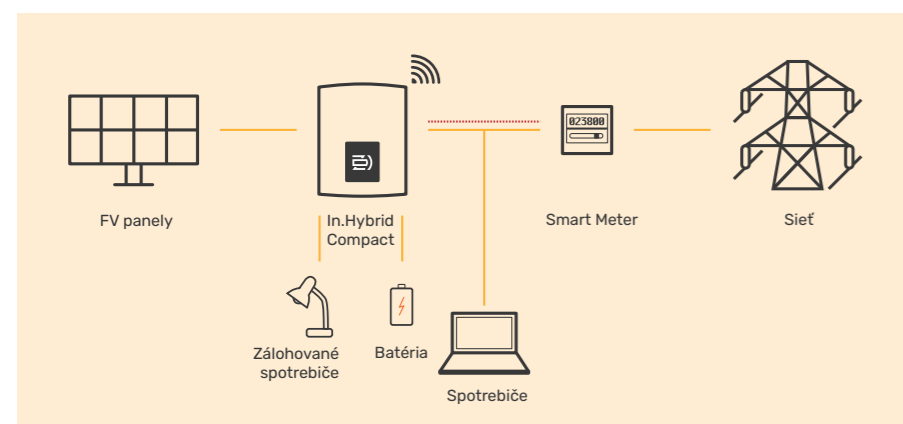 023800
FV panely
In.Hybrid
Compact
Smart Meter
Sieť
Zálohované
spotrebiče
Batéria
Spotrebiče